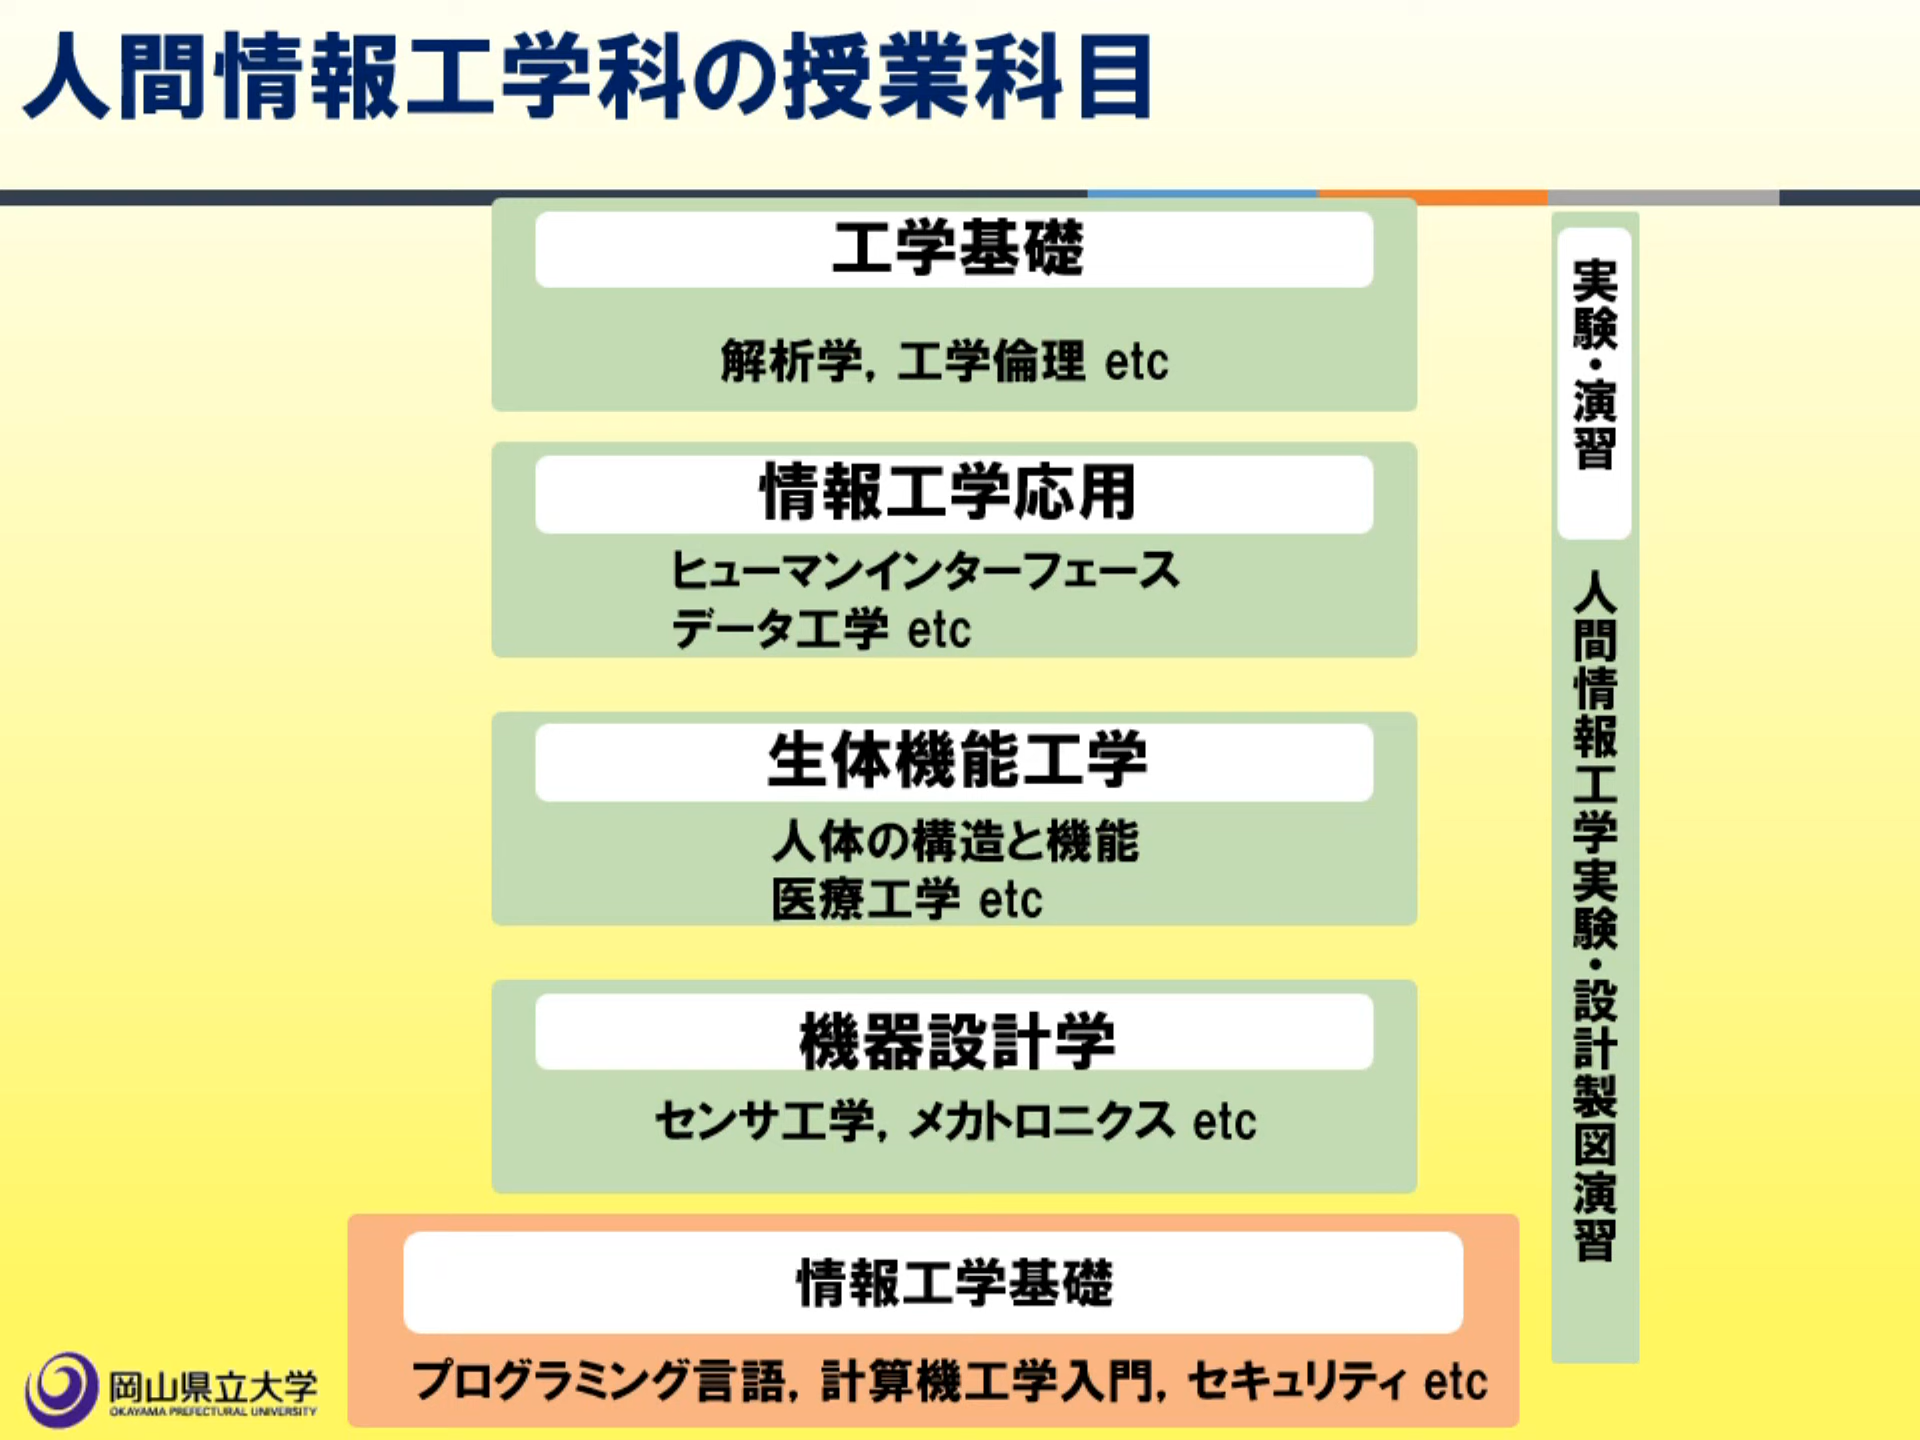 人間情報工学科の授業科目
工学基礎
解析学，工学倫理 etc
情報工学応用
ヒューマンインターフェース
データ工学 etc
生体機能工学
人体の構造と機能
医療工学 etc
機器設計学
センサ工学，メカトロニクス etc
情報工学基礎
プログラミング言語，計算機工学入門，セキュリティ etc
実験・演習
人間情報工学実験・設計製図演習
岡山県立大学
OKAYAMA PREFECTURAL UNIVERSITY